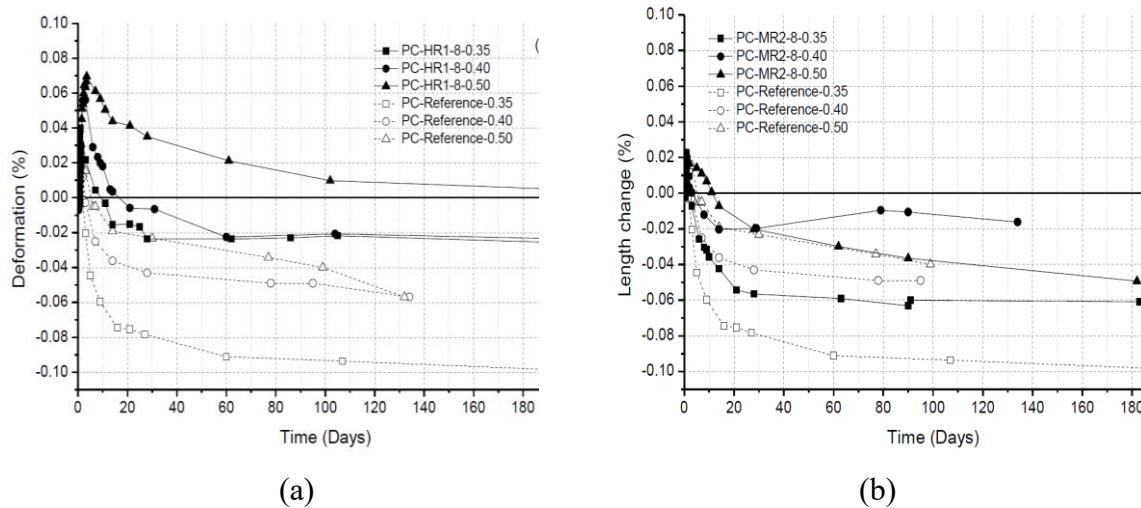 0.10
0.08
0.06
0.04
0.02
0.00
-0.02
-0.04
-0.06
-0.08
-0.10
Deformation (%)
PC-HR1-8-0.35
PC-HR1-8-0.40
PC-HR1-8-0.50
PC-Reference-0.35
PC-Reference-0.40
PC-Reference-0.50
(
0 20 40 60 80 100 120 140 160 180
Time (Days)
(a)
0.10
0.08
0.06
0.04
0.02
0.00
-0.02
-0.04
-0.06
-0.08
-0.10
Length change (%)
PC-MR2-8-0.35
PC-MR2-8-0.40
PC-MR2-8-0.50
PC-Reference-0.35
PC-Reference-0.40
PC-Reference-0.50
0 20 40 60 80 100 120 140 160 180
Time (Days)
(b)